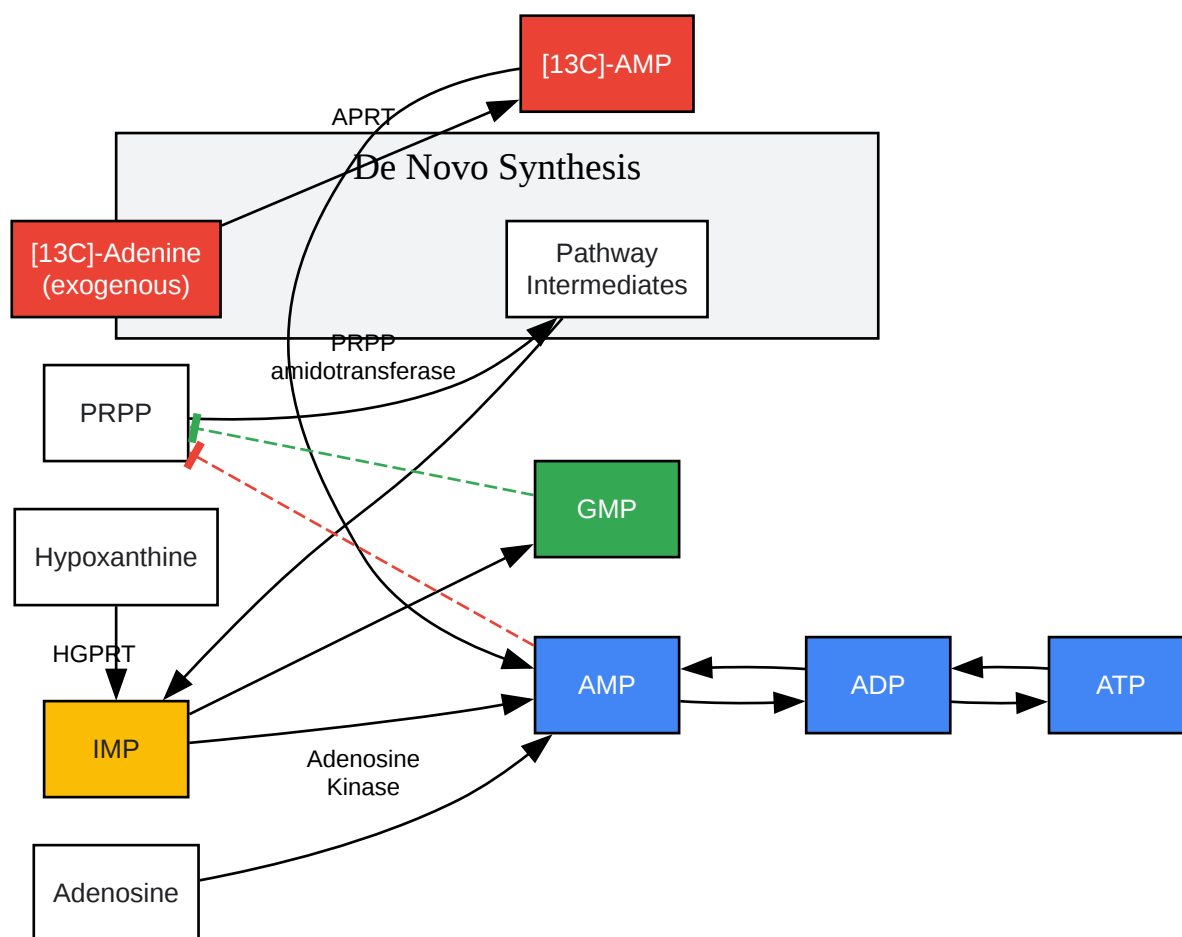 [13C]-AMP
APRT
De Novo Synthesis
[13C]-Adenine
(exogenous)
Pathway
Intermediates
PRPP
amidotransferase
PRPP
GMP
Hypoxanthine
HGPRT
AMP
ADP
ATP
IMP
Adenosine
Kinase
Adenosine